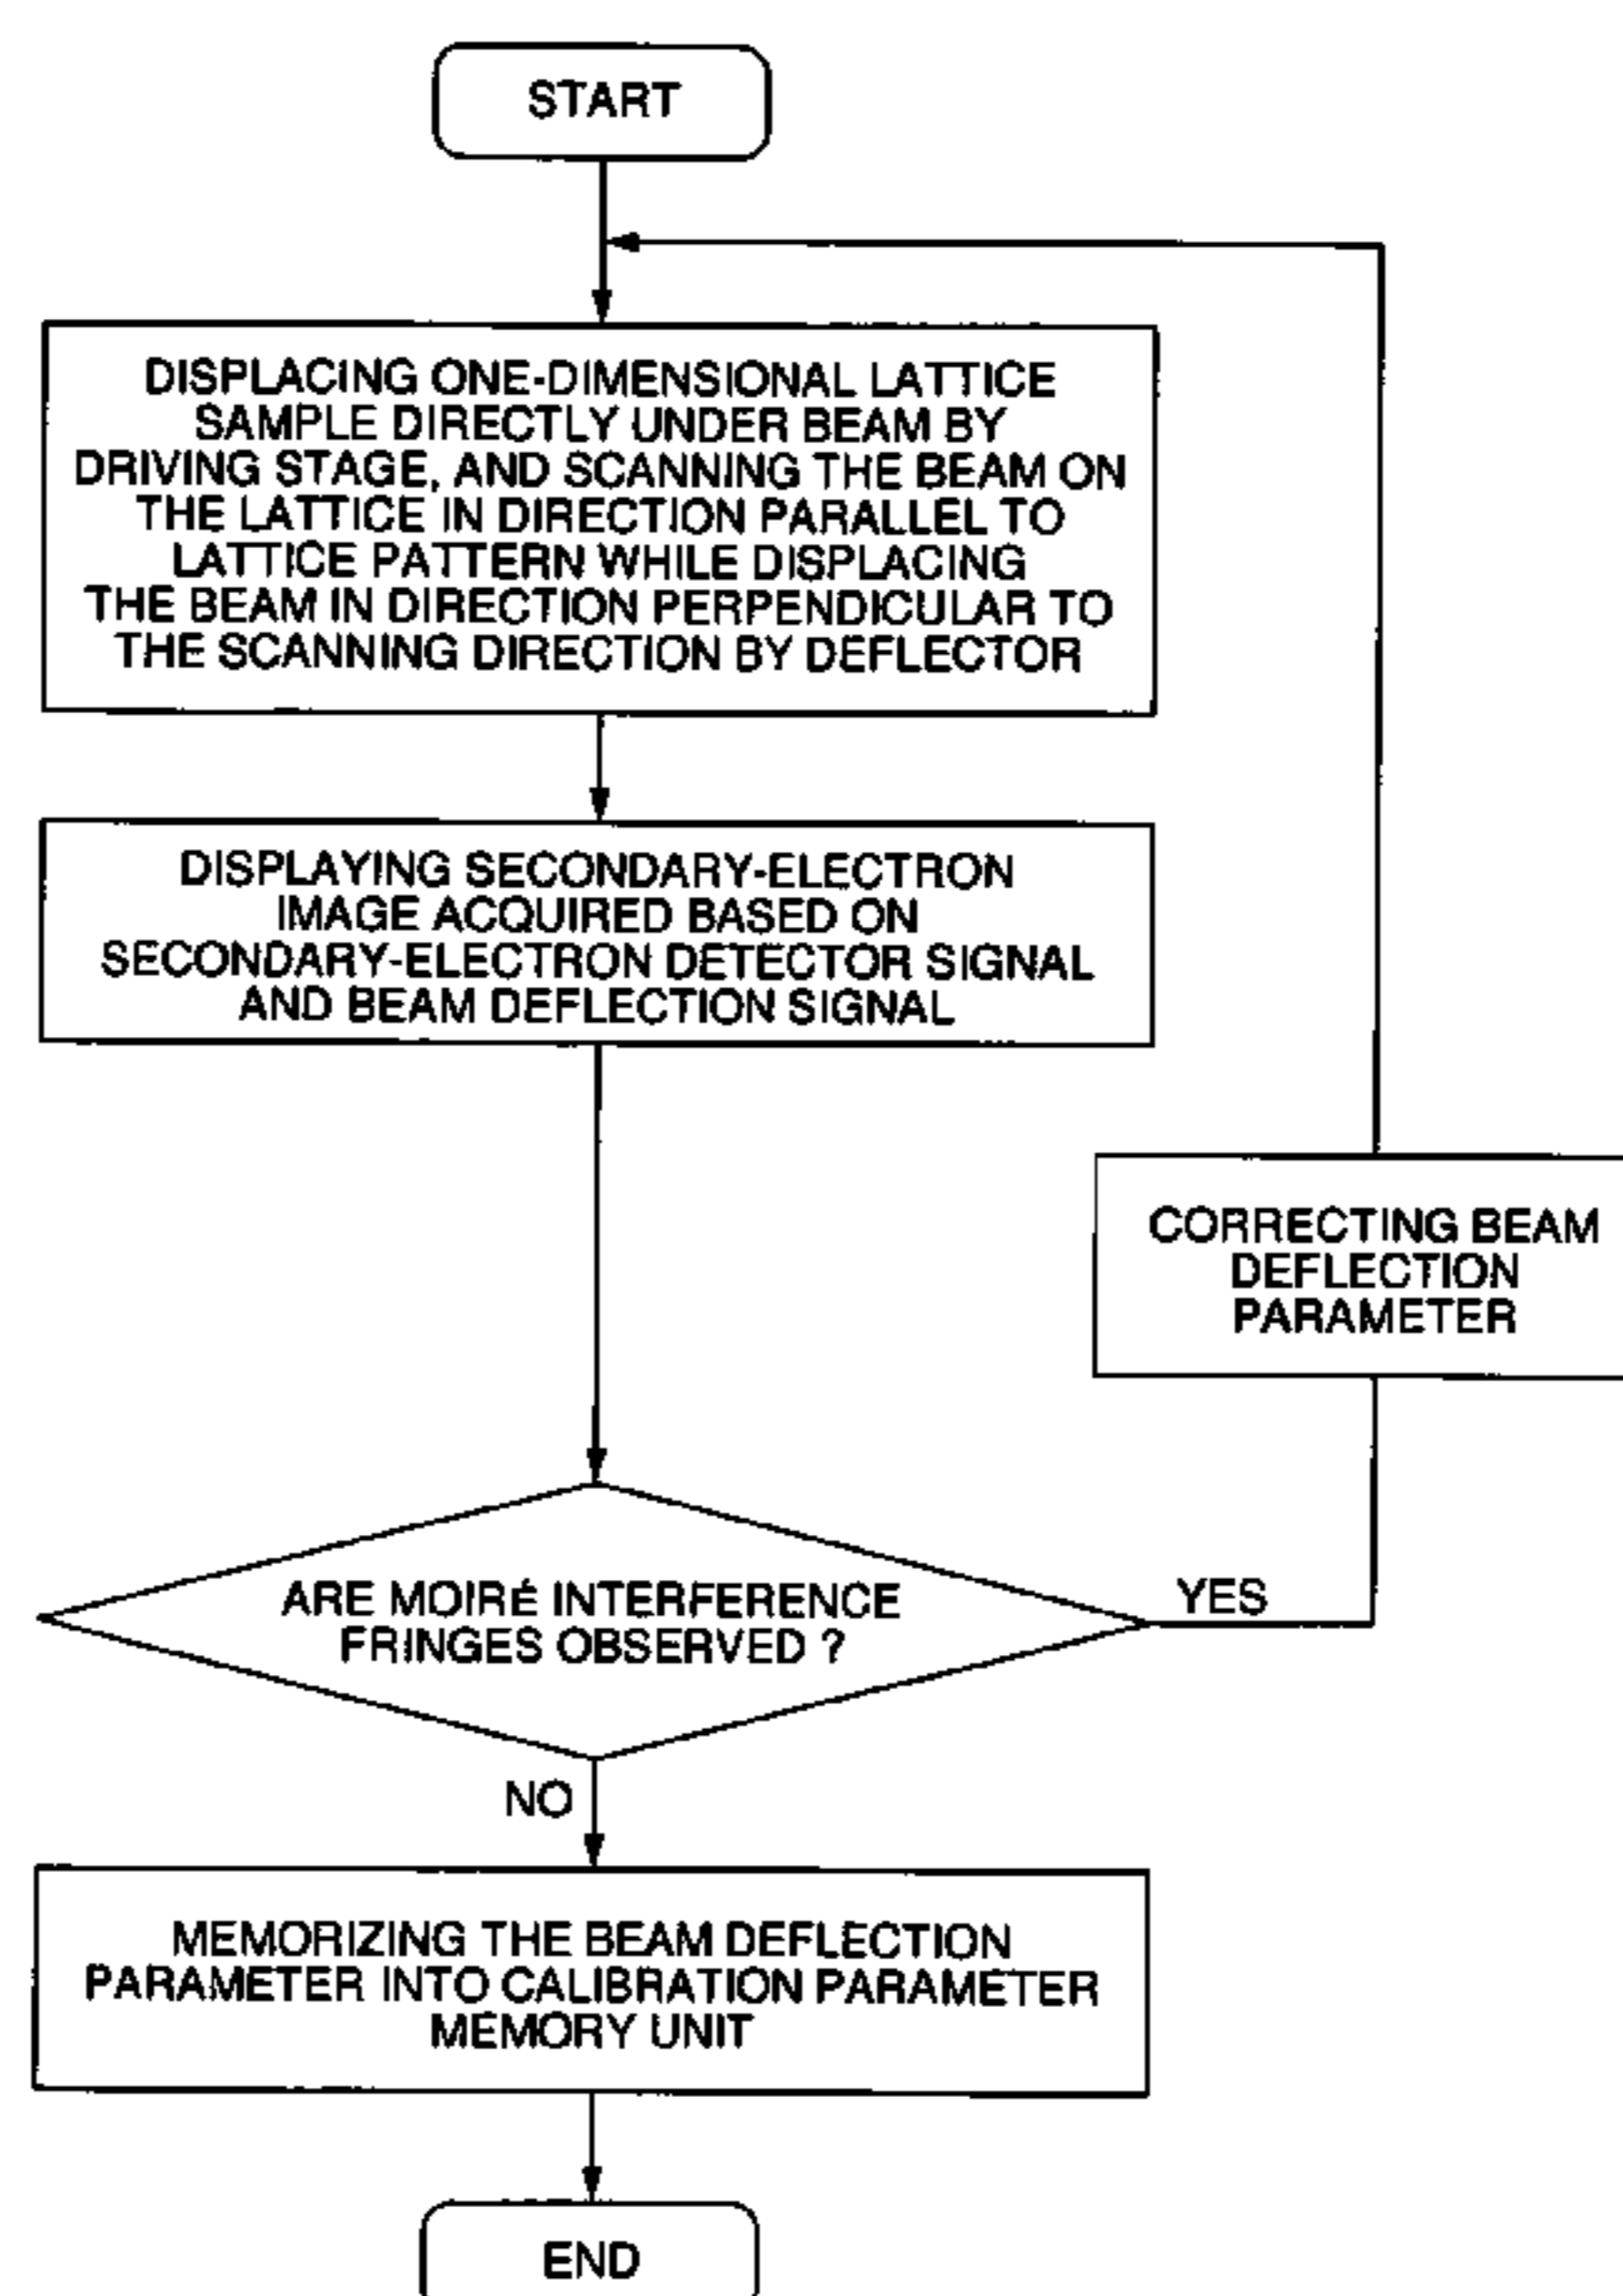 START
DISPLACING ONE-DIMENSIONAL LATTICE
SAMPLE DIRECTLY UNDER BEAM BY
DRIVING STAGE, AND SCANNING THE BEAM ON
THE LATTICE IN DIRECTION PARALLEL TO
LATTICE PATTERN WHILE DISPLACING
THE BEAM IN DIRECTION PERPENDICULAR TO
THE SCANNING DIRECTION BY DEFLECTOR
DISPLAYING SECONDARY-ELECTRON
IMAGE ACQUIRED BASED ON
SECONDARY-ELECTRON DETECTOR SIGNAL
AND BEAM DEFLECTION SIGNAL
CORRECTING BEAM
DEFLECTION
PARAMETER
ARE MOIRÉ INTERFERENCE
FRINGES OBSERVED ?
YES
NO
MEMORIZING THE BEAM DEFLECTION
PARAMETER INTO CALIBRATION PARAMETER
MEMORY UNIT
END